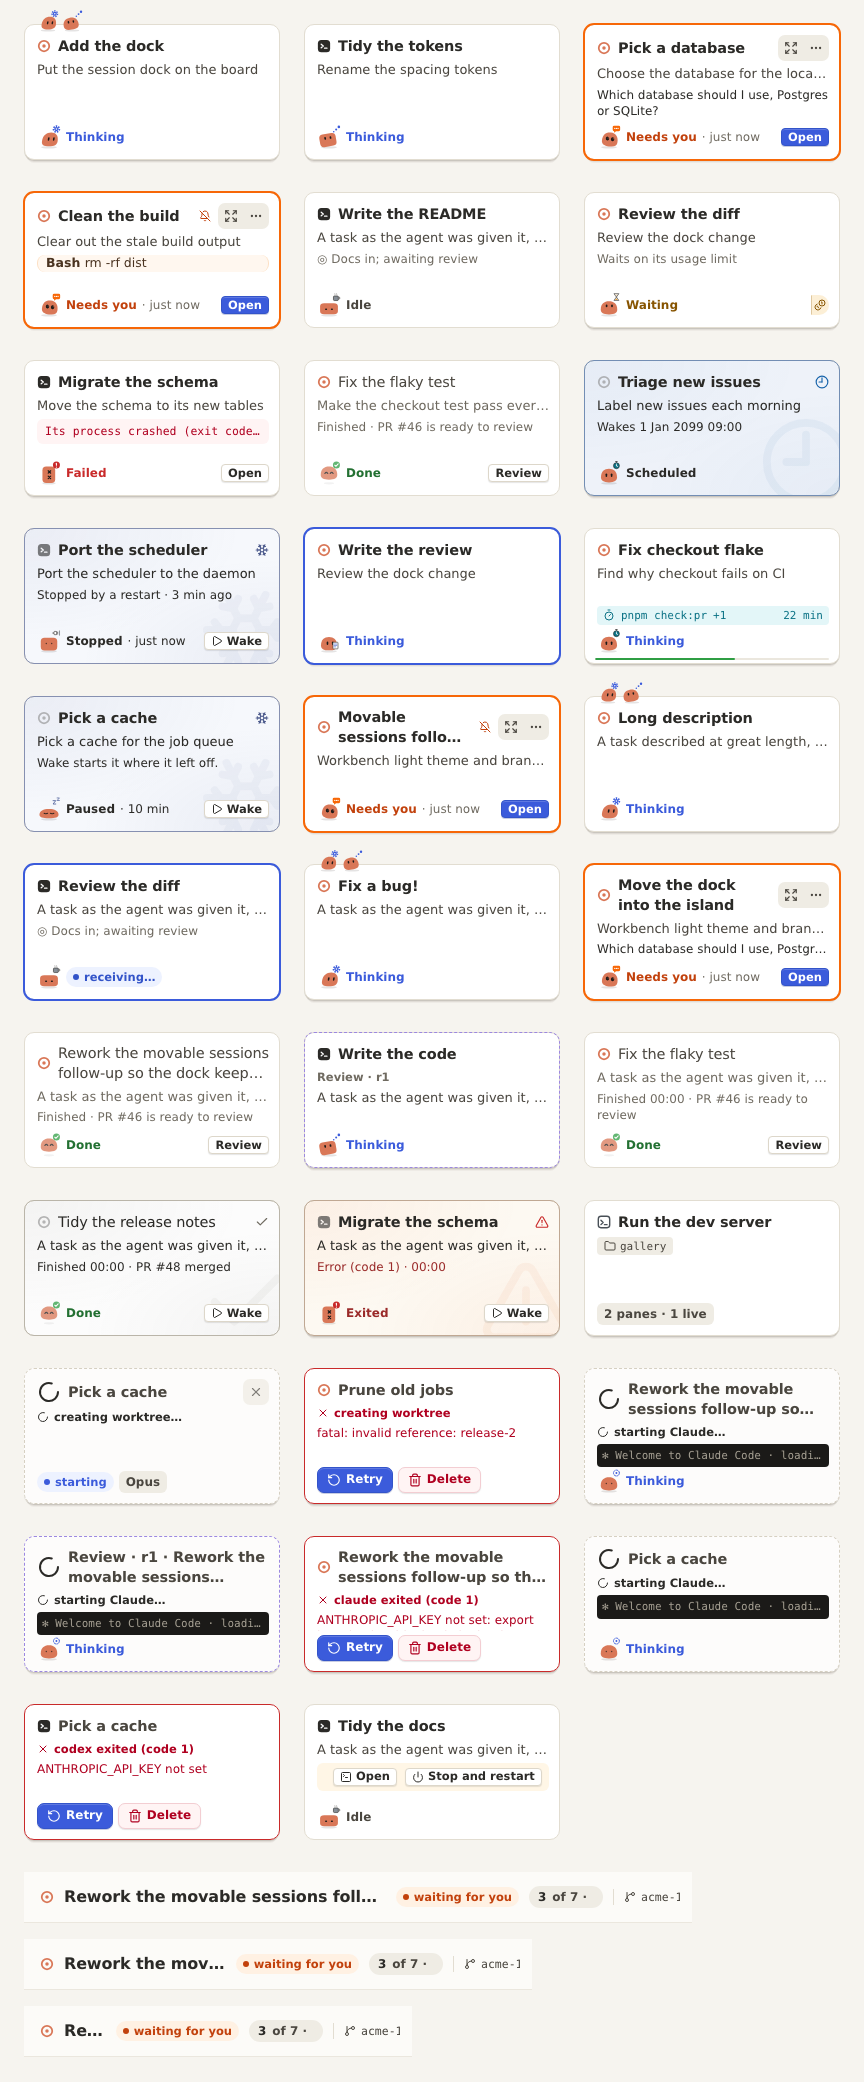 Add the dock
Put the session dock on the board
Thinking
Tidy the tokens
Rename the spacing tokens
Thinking
Pick a database
Choose the database for the loca…
Which database should I use, Postgres
or SQLite?
Needs you · just now
Open
Clean the build
Clear out the stale build output
Bash rm -rf dist
Needs you · just now
Open
Write the README
A task as the agent was given it, …
◎ Docs in; awaiting review
Idle
Review the diff
Review the dock change
Waits on its usage limit
Waiting
Migrate the schema
Move the schema to its new tables
Its process crashed (exit code…
Failed
Open
Fix the flaky test
Make the checkout test pass ever…
Finished · PR #46 is ready to review
Done
Review
Triage new issues
Label new issues each morning
Wakes 1 Jan 2099 09:00
Scheduled
Port the scheduler
Port the scheduler to the daemon
Stopped by a restart · 3 min ago
Stopped · just now
Wake
Write the review
Review the dock change
Thinking
Fix checkout flake
Find why checkout fails on CI
pnpm check:pr +1 22 min
Thinking
Pick a cache
Pick a cache for the job queue
Wake starts it where it left off.
Paused · 10 min
Wake
Movable
sessions follo…
Workbench light theme and bran…
Needs you · just now
Open
Long description
A task described at great length, …
Thinking
Review the diff
A task as the agent was given it, …
◎ Docs in; awaiting review
receiving…
Fix a bug!
A task as the agent was given it, …
Thinking
Move the dock
into the island
Workbench light theme and bran…
Which database should I use, Postgr…
Needs you · just now
Open
Rework the movable sessions
follow-up so the dock keep…
A task as the agent was given it, …
Finished · PR #46 is ready to review
Done
Review
Write the code
Review · r1
A task as the agent was given it, …
Thinking
Fix the flaky test
A task as the agent was given it, …
Finished 00:00 · PR #46 is ready to
review
Done
Review
Tidy the release notes
A task as the agent was given it, …
Finished 00:00 · PR #48 merged
Done
Wake
Migrate the schema
A task as the agent was given it, …
Error (code 1) · 00:00
Exited
Wake
Run the dev server
gallery
2 panes · 1 live
Pick a cache
creating worktree…
starting
Opus
Prune old jobs
creating worktree
fatal: invalid reference: release-2
Retry
Delete
Rework the movable
sessions follow-up so…
starting Claude…
✻ Welcome to Claude Code · loadi…
Thinking
Review · r1 · Rework the
movable sessions…
starting Claude…
✻ Welcome to Claude Code · loadi…
Thinking
Rework the movable
sessions follow-up so th…
claude exited (code 1)
ANTHROPIC_API_KEY not set: export
Retry
Delete
Pick a cache
starting Claude…
✻ Welcome to Claude Code · loadi…
Thinking
Pick a cache
codex exited (code 1)
ANTHROPIC_API_KEY not set
Retry
Delete
Tidy the docs
A task as the agent was given it, …
Open
Stop and restart
Idle
Rework the movable sessions foll… waiting for you 3 of 7 ·
Rework the mov… waiting for you 3 of 7 ·
Re… waiting for you 3 of 7 ·